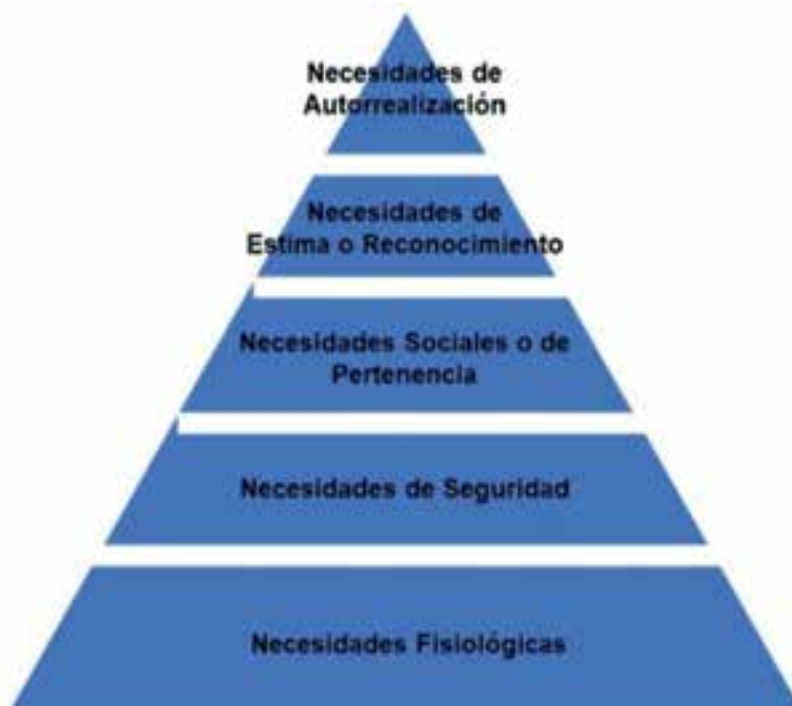 Necesidades de
Autorrealización
Necesidades de
Estima o Reconocimiento
Necesidades Sociales o de
Pertenencia
Necesidades de Seguridad
Necesidades Fisiológicas